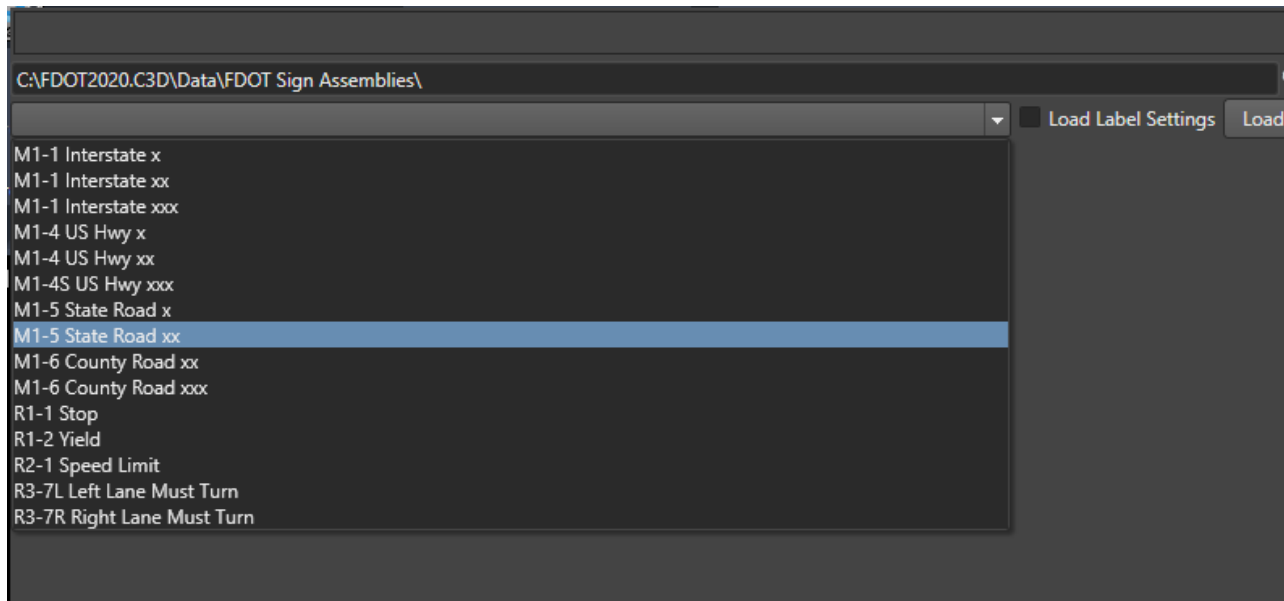 C:\FDOT2020.C3D\Data\FDOT Sign Assemblies\
Load Label Settings
Load
M1-1 Interstate x
M1-1 Interstate xx
M1-1 Interstate xxx
M1-4 US Hwy x
M1-4 US Hwy xx
M1-4S US Hwy xxx
M1-5 State Road x
M1-5 State Road xx
M1-6 County Road xx
M1-6 County Road xxx
R1-1 Stop
R1-2 Yield
R2-1 Speed Limit
R3-7L Left Lane Must Turn
R3-7R Right Lane Must Turn